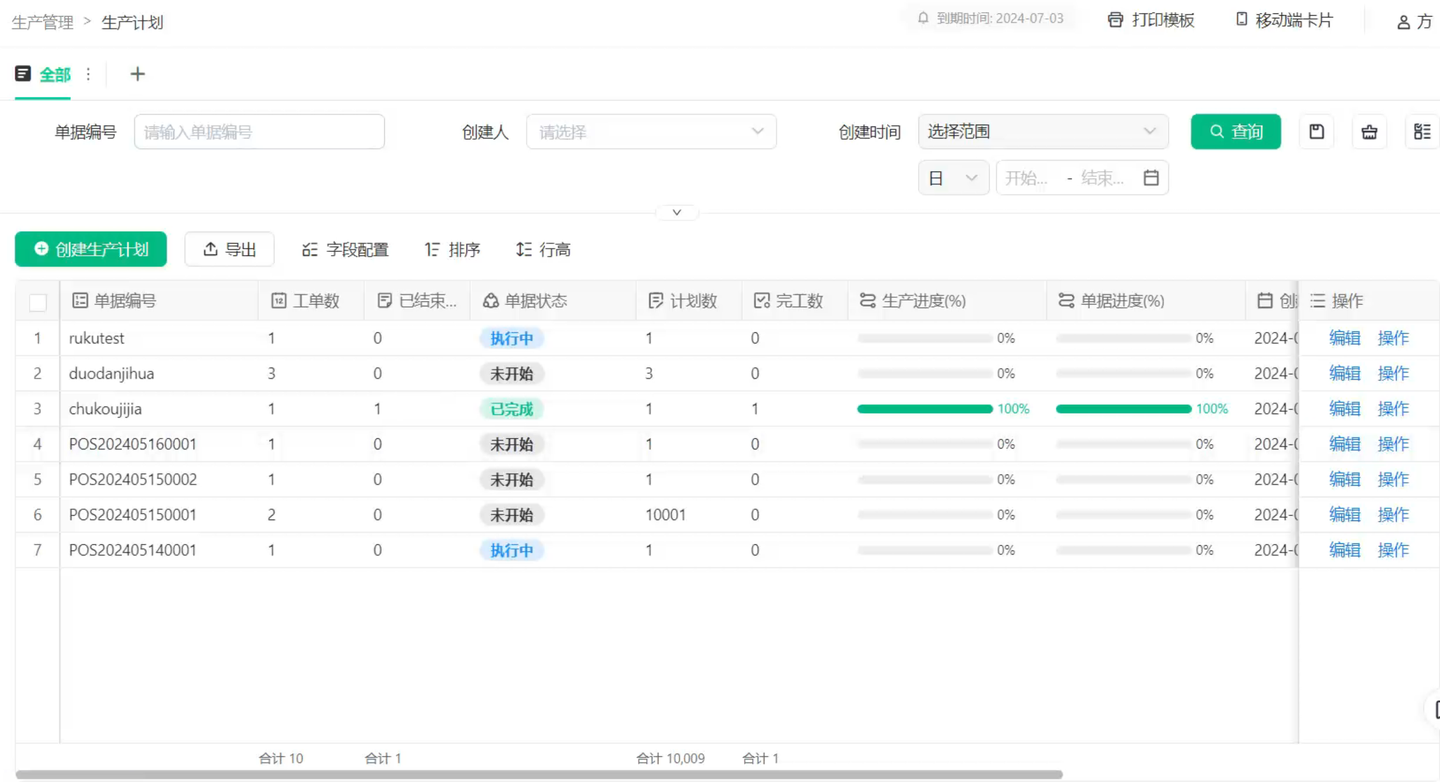 生产管理 > 生产计划
到期时间: 2024-07-03 打印模板 移动端卡片 方
全部
单据编号 请输入单据编号 创建人 请选择 创建时间 选择范围 查询
日 开始... - 结束...
创建生产计划 导出 字段配置 排序 行高
单据编号 工单数 已结束... 单据状态 计划数 完工数 生产进度(%) 单据进度(%) 创 操作
1 rukutest 1 0 执行中 1 0 0% 0% 2024-0 编辑 操作
2 duodanjihua 3 0 未开始 3 0 0% 0% 2024-0 编辑 操作
3 chukoujijia 1 1 已完成 1 1 100% 100% 2024-0 编辑 操作
4 POS202405160001 1 0 未开始 1 0 0% 0% 2024-0 编辑 操作
5 POS202405150002 1 0 未开始 1 0 0% 0% 2024-0 编辑 操作
6 POS202405150001 2 0 未开始 10001 0 0% 0% 2024-0 编辑 操作
7 POS202405140001 1 0 执行中 1 0 0% 0% 2024-0 编辑 操作
合计 10 合计 1 合计 10,009 合计 1